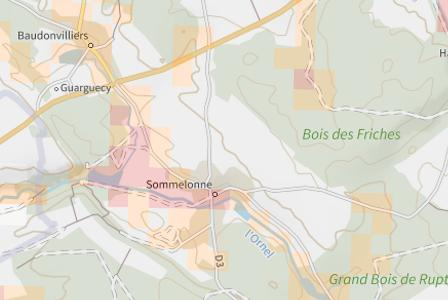 Baudonvilliers
Guarguecy
Bois des Friches
Sommelonne
l'Ornel
D3
Grand Bois de Rupt